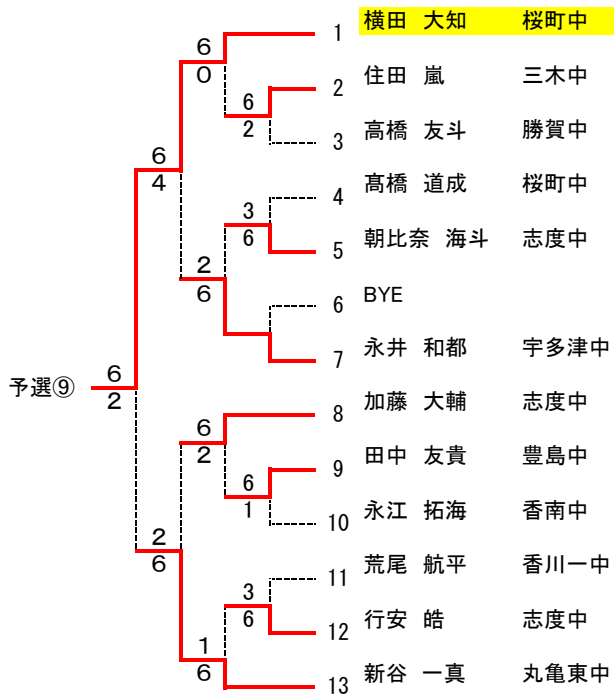 1 横田 大知 桜町中
6
0
2 住田 嵐 三木中
6
2
3 高橋 友斗 勝賀中
6
4
4 髙橋 道成 桜町中
3
6
5 朝比奈 海斗 志度中
2
6
6 BYE
7 永井 和都 宇多津中
予選⑨
6
2
8 加藤 大輔 志度中
6
2
9 田中 友貴 豊島中
6
1
10 永江 拓海 香南中
2
6
11 荒尾 航平 香川一中
3
6
12 行安 皓 志度中
1
6
13 新谷 一真 丸亀東中